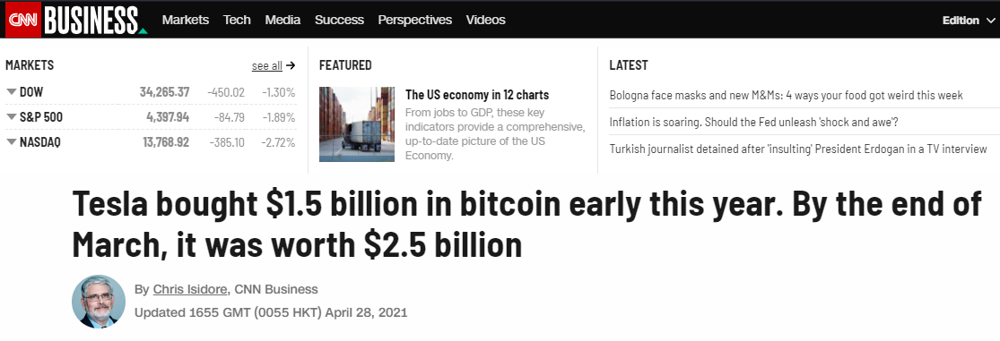 CNN BUSINESS Markets Tech Media Success Perspectives Videos Edition
MARKETS see all →
DOW 34,265.37 -450.02 -1.30%
S&P 500 4,397.94 -84.79 -1.89%
NASDAQ 13,768.92 -385.10 -2.72%
FEATURED
The US economy in 12 charts
From jobs to GDP, these key
indicators provide a comprehensive,
up-to-date picture of the US
Economy.
LATEST
Bologna face masks and new M&Ms: 4 ways your food got weird this week
Inflation is soaring. Should the Fed unleash 'shock and awe'?
Turkish journalist detained after 'insulting' President Erdogan in a TV interview
Tesla bought $1.5 billion in bitcoin early this year. By the end of
March, it was worth $2.5 billion
By Chris Isidore, CNN Business
Updated 1655 GMT (0055 HKT) April 28, 2021